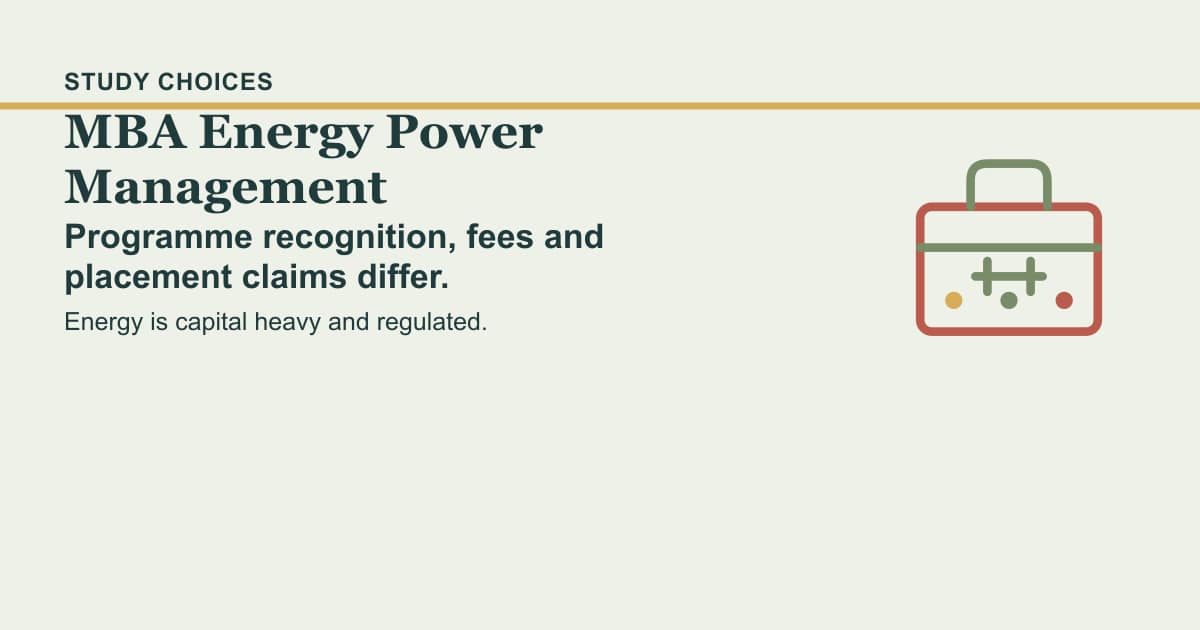 STUDY CHOICES
MBA Energy Power
Management
Programme recognition, fees and
placement claims differ.
Energy is capital heavy and regulated.